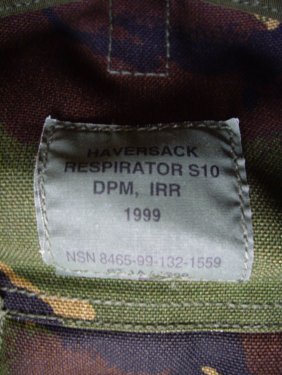 HAVERSACK
RESPIRATOR S10
DPM, IRR
1999
NSN 8465-99-132-1559